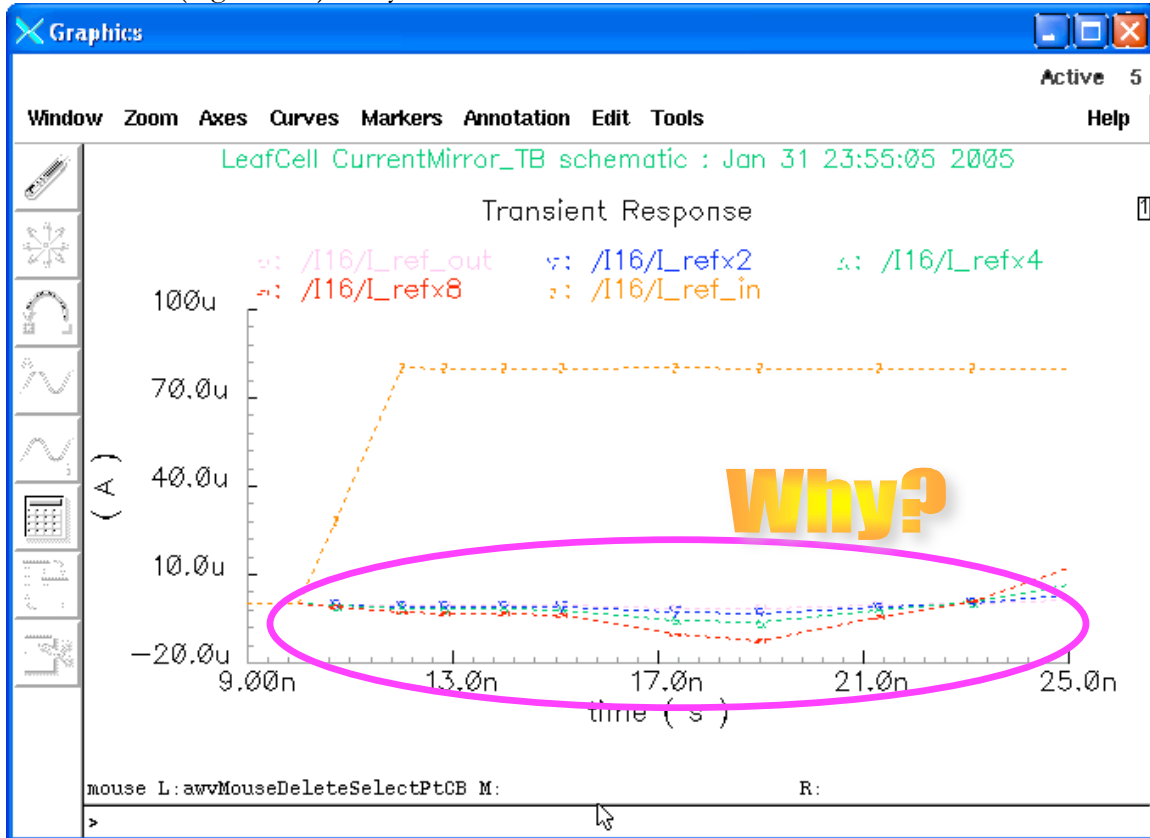 Graphics
Active 5
Window Zoom Axes Curves Markers Annotation Edit Tools Help
LeafCell CurrentMirror_TB schematic : Jan 31 23:55:05 2005
Transient Response
1
/I16/I_ref_out /I16/I_refx2 /I16/I_refx4
/I16/I_refx8 /I16/I_ref_in
100u
70.0u
40.0u
10.0u
-20.0u
( A )
Why?
9.00n 13.0n 17.0n 21.0n 25.0n
time ( s )
mouse L:awvMouseDeleteSelectPtCB M: R:
>